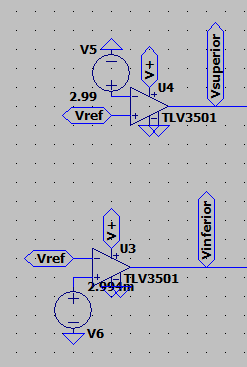 V5
V+
U4
Vsuperior
2.99
Vref
TLV3501
V+
Vinferior
U3
Vref
TLV3501
2.994m
V6